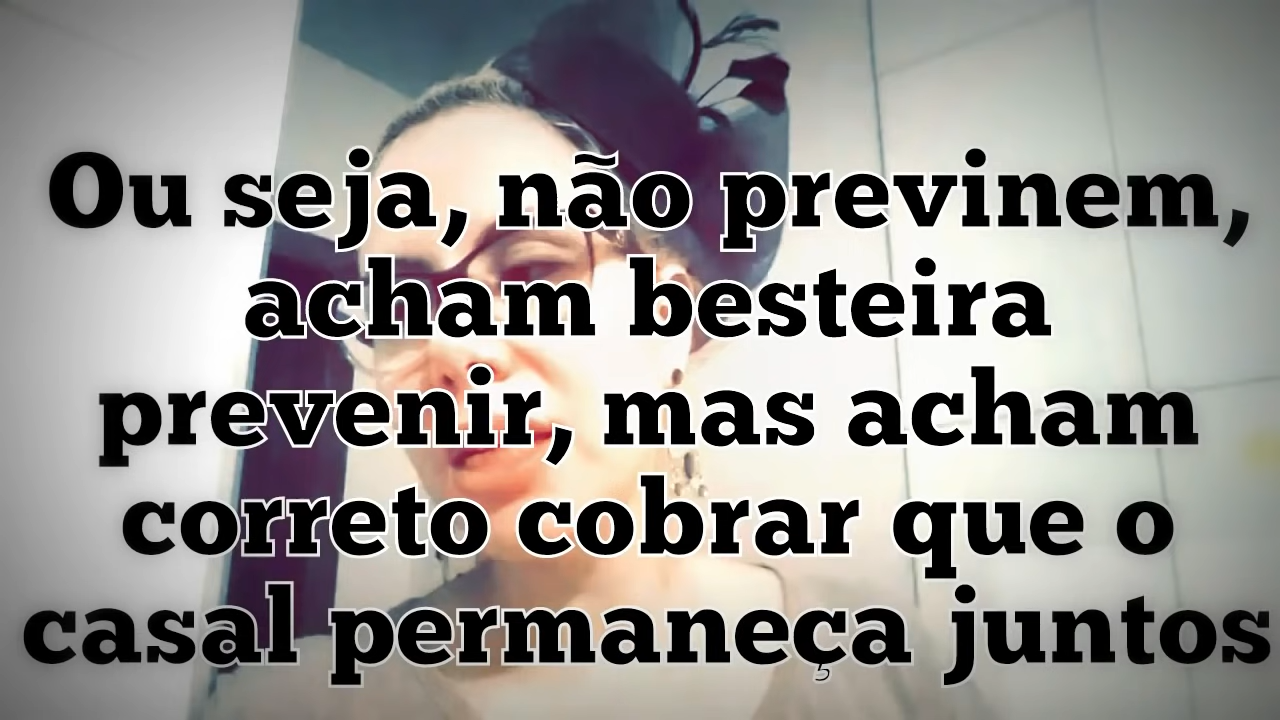 Ou seja, não previnem,
acham besteira
prevenir, mas acham
correto cobrar que o
casal permaneça juntos